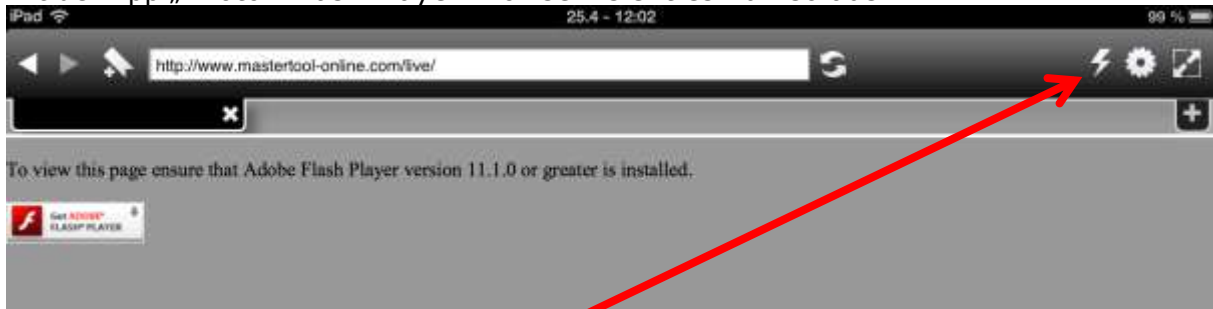 iPad 25.4 - 12:02 99 %
http://www.mastertool-online.com/live/
To view this page ensure that Adobe Flash Player version 11.1.0 or greater is installed.
Get ADOBE®
FLASH® PLAYER